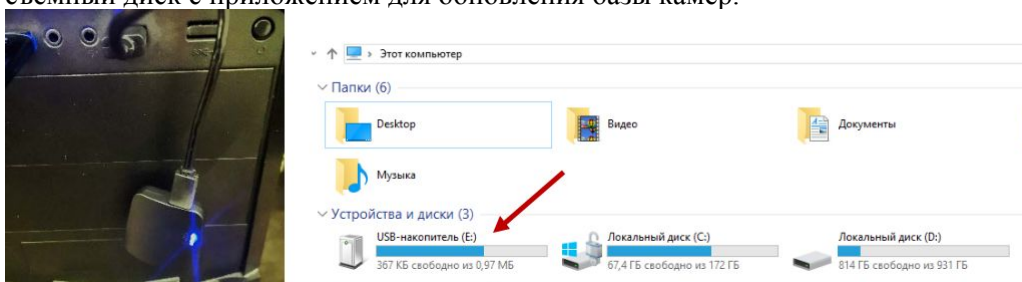 съемный диск с приложением для обновления базы камер.
Этот компьютер
Папки (6)
Desktop
Видео
Документы
Музыка
Устройства и диски (3)
USB-накопитель (E:)
367 КБ свободно из 0,97 МБ
Локальный диск (C:)
67,4 ГБ свободно из 172 ГБ
Локальный диск (D:)
814 ГБ свободно из 931 ГБ